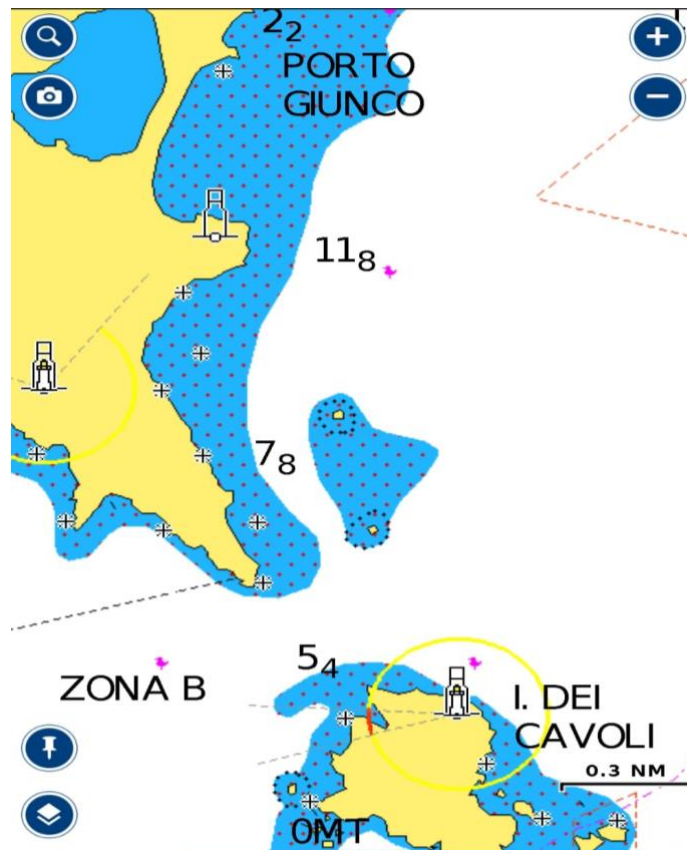 2₂
PORTO
GIUNCO
11₈
7₈
5₄
ZONA B
I. DEI
CAVOLI
0.3 NM
0MT